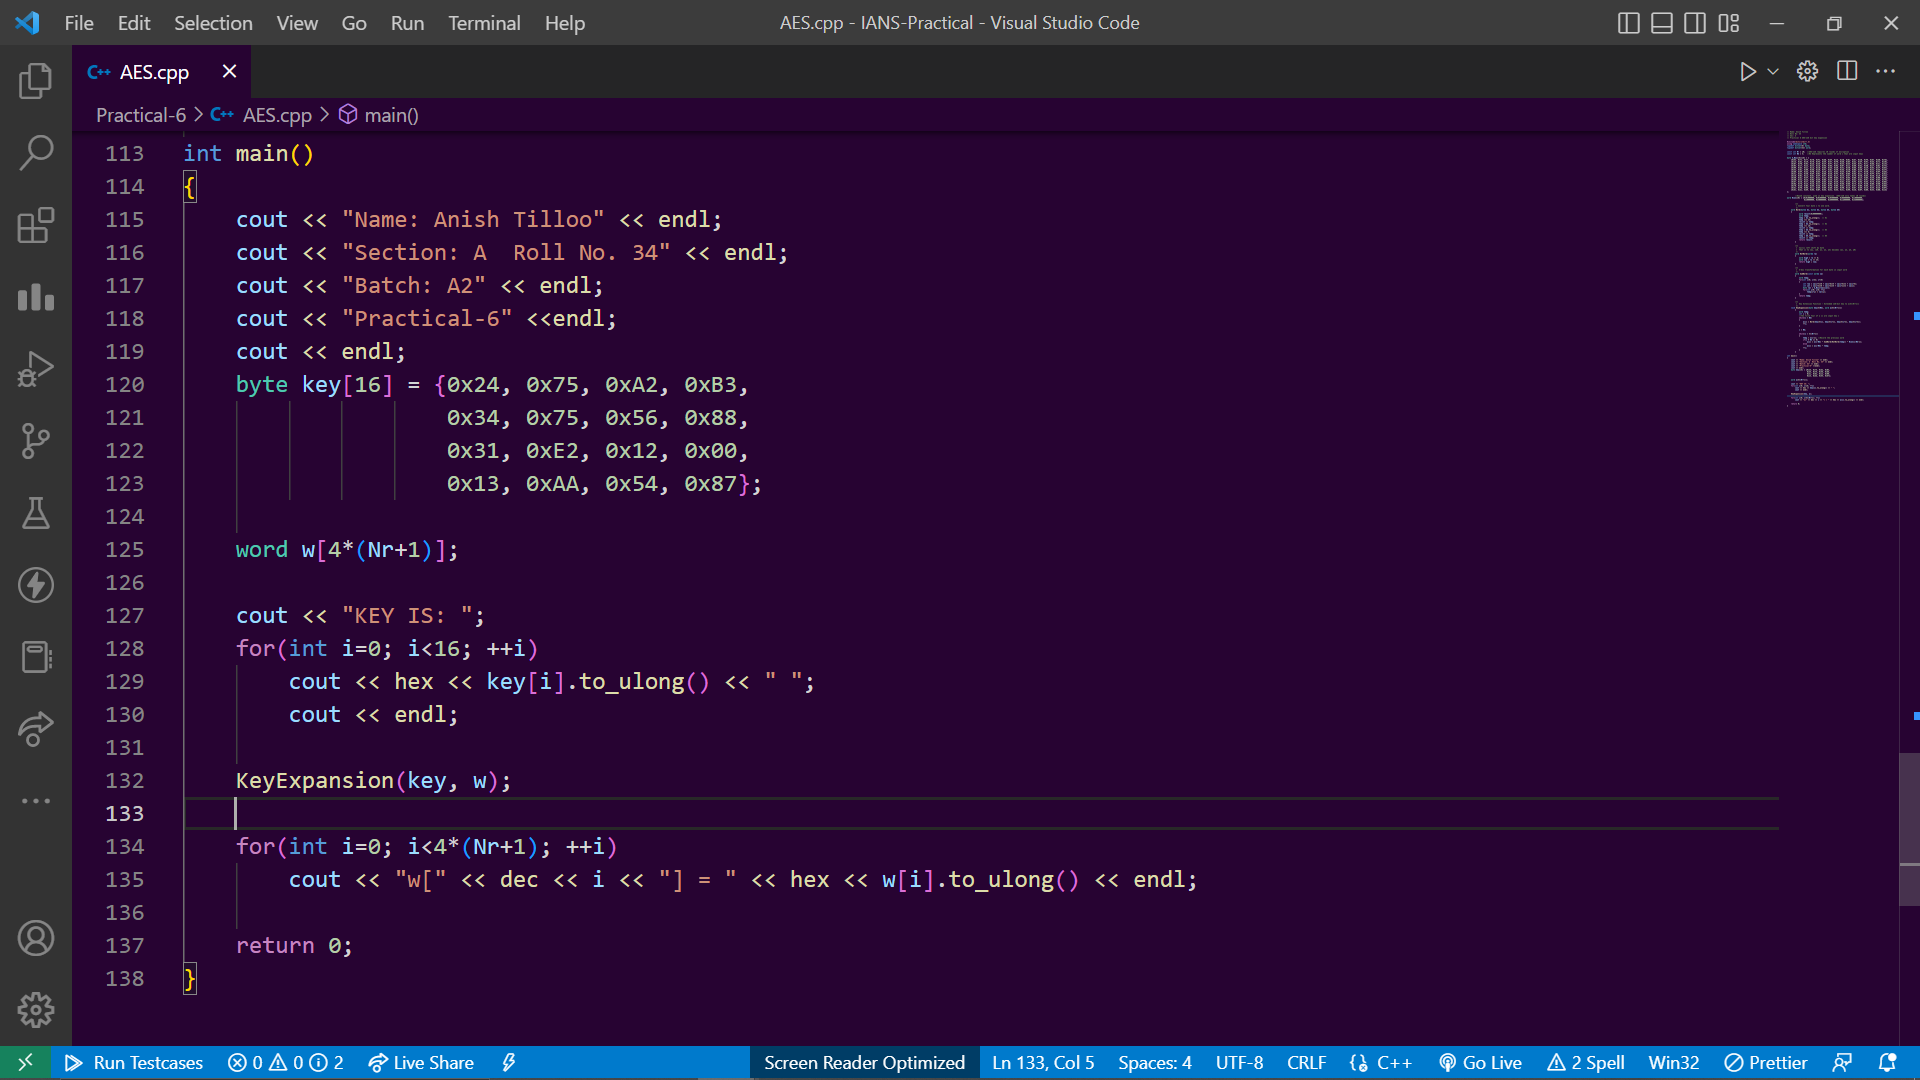 File Edit Selection View Go Run Terminal Help AES.cpp - IANS-Practical - Visual Studio Code
C++ AES.cpp
Practical-6 > C++ AES.cpp > main()
113 int main()
114 {
115 cout << "Name: Anish Tilloo" << endl;
116 cout << "Section: A  Roll No. 34" << endl;
117 cout << "Batch: A2" << endl;
118 cout << "Practical-6" <<endl;
119 cout << endl;
120 byte key[16] = {0x24, 0x75, 0xA2, 0xB3,
121 0x34, 0x75, 0x56, 0x88,
122 0x31, 0xE2, 0x12, 0x00,
123 0x13, 0xAA, 0x54, 0x87};
124
125 word w[4*(Nr+1)];
126
127 cout << "KEY IS: ";
128 for(int i=0; i<16; ++i)
129 cout << hex << key[i].to_ulong() << " ";
130 cout << endl;
131
132 KeyExpansion(key, w);
133
134 for(int i=0; i<4*(Nr+1); ++i)
135 cout << "w[" << dec << i << "] = " << hex << w[i].to_ulong() << endl;
136
137 return 0;
138 }
Run Testcases 0 0 2 Live Share Screen Reader Optimized Ln 133, Col 5 Spaces: 4 UTF-8 CRLF C++ Go Live 2 Spell Win32 Prettier